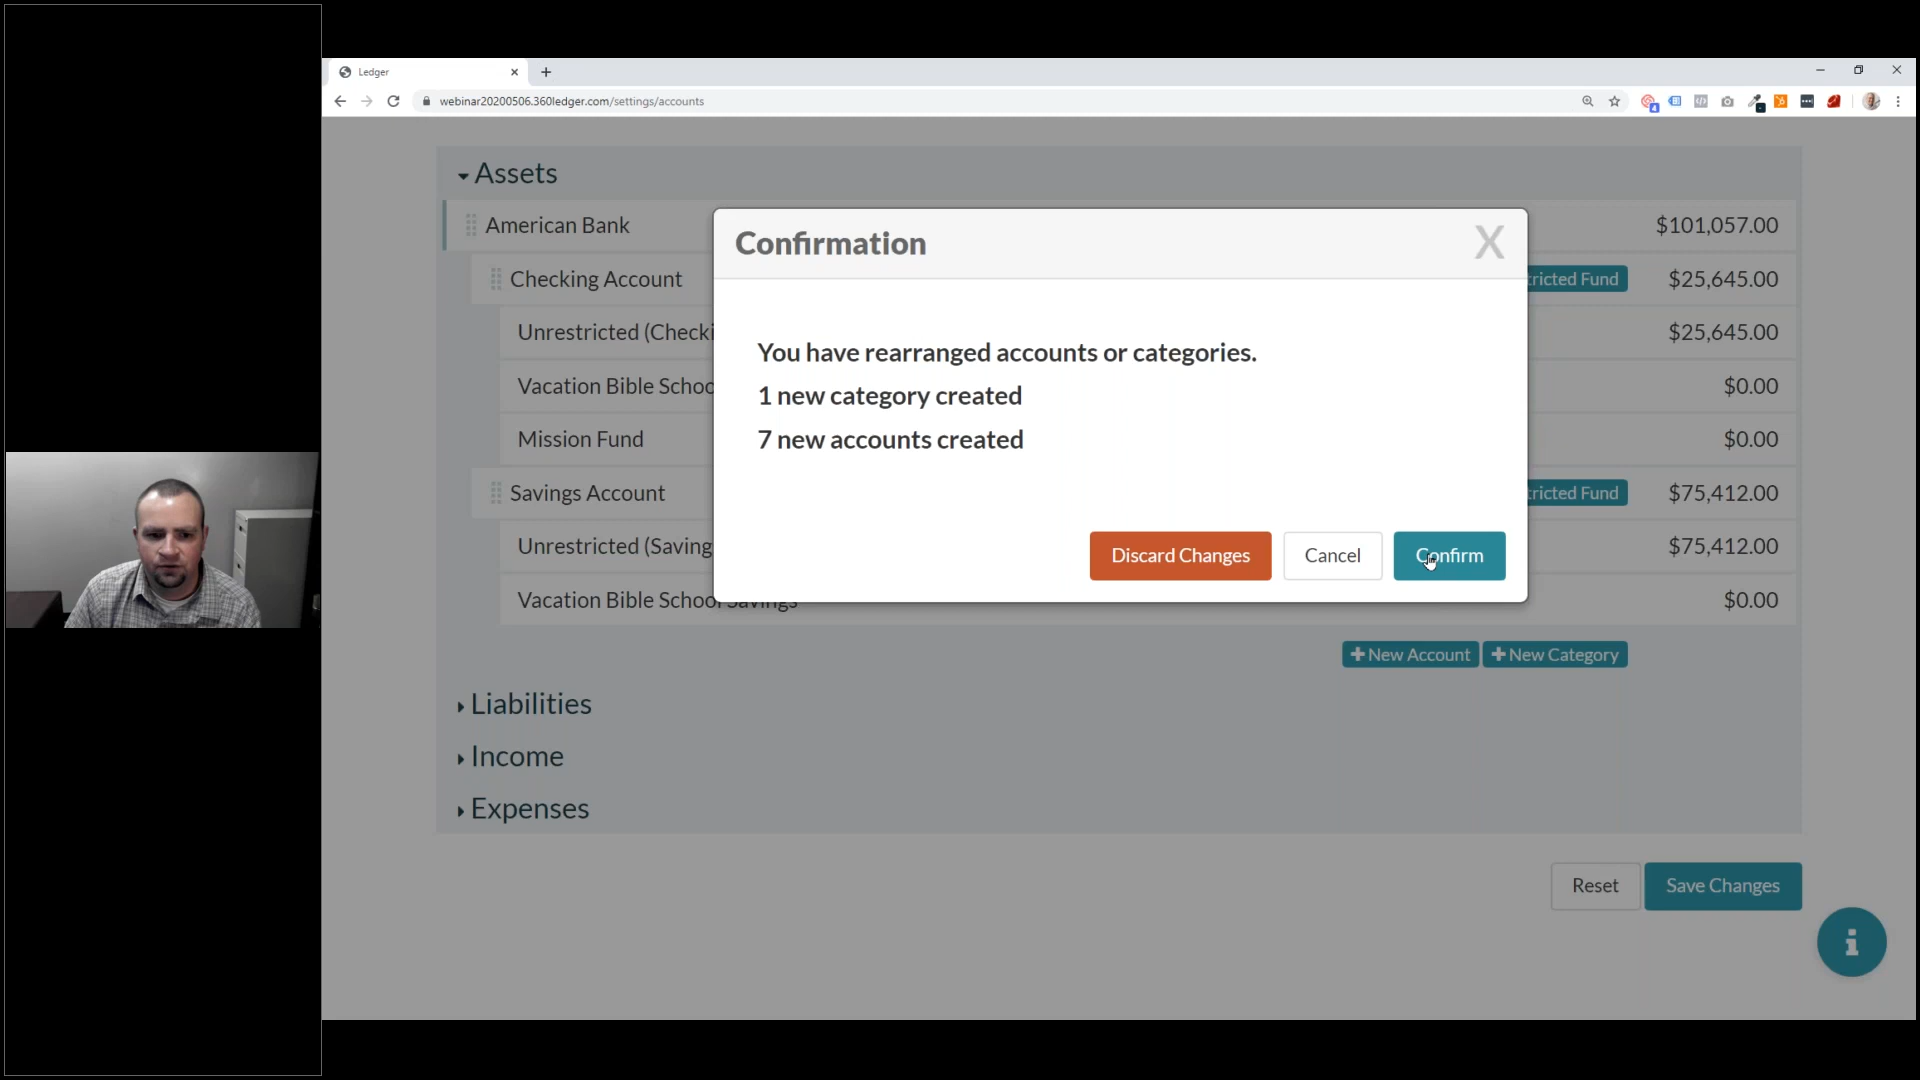 Ledger
webinar20200506.360ledger.com/settings/accounts
Assets
American Bank
$101,057.00
Checking Account
tricted Fund
$25,645.00
Unrestricted (Checki
$25,645.00
Vacation Bible Schoo
$0.00
Mission Fund
$0.00
Savings Account
tricted Fund
$75,412.00
Unrestricted (Saving
$75,412.00
Vacation Bible School Savings
$0.00
Confirmation
X
You have rearranged accounts or categories.
1 new category created
7 new accounts created
Discard Changes
Cancel
Confirm
+ New Account
+ New Category
Liabilities
Income
Expenses
Reset
Save Changes
i